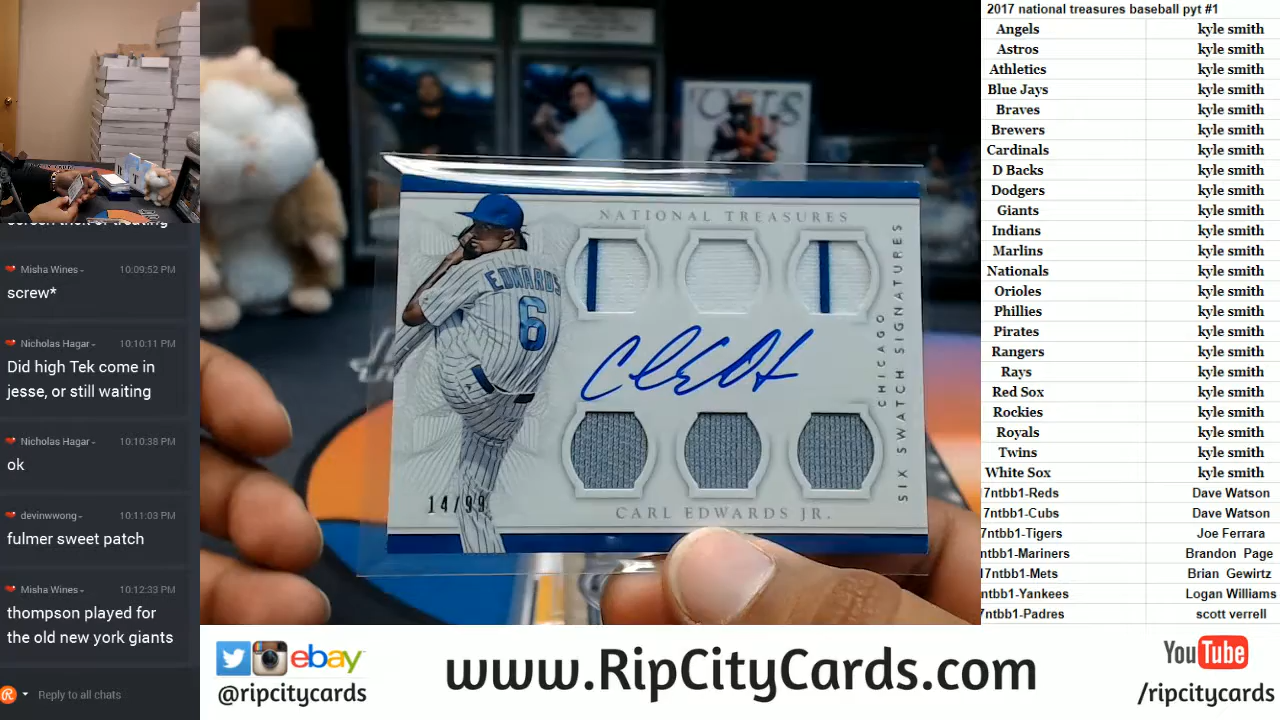 screw*
Misha Wines - 10:09:52 PM
screw*
Nicholas Hagar - 10:10:11 PM
Did high Tek come in
jesse, or still waiting
Nicholas Hagar - 10:10:38 PM
ok
devinwwong - 10:11:03 PM
fulmer sweet patch
Misha Wines - 10:12:33 PM
thompson played for
the old new york giants
Reply to all chats
NATIONAL TREASURES
EDWARDS
6
CHICAGO
SIX SWATCH SIGNATURES
14/99
CARL EDWARDS JR.
2017 national treasures baseball pyt #1
Angels kyle smith
Astros kyle smith
Athletics kyle smith
Blue Jays kyle smith
Braves kyle smith
Brewers kyle smith
Cardinals kyle smith
D Backs kyle smith
Dodgers kyle smith
Giants kyle smith
Indians kyle smith
Marlins kyle smith
Nationals kyle smith
Orioles kyle smith
Phillies kyle smith
Pirates kyle smith
Rangers kyle smith
Rays kyle smith
Red Sox kyle smith
Rockies kyle smith
Royals kyle smith
Twins kyle smith
White Sox kyle smith
7ntbb1-Reds Dave Watson
7ntbb1-Cubs Dave Watson
7ntbb1-Tigers Joe Ferrara
ntbb1-Mariners Brandon Page
17ntbb1-Mets Brian Gewirtz
ntbb1-Yankees Logan Williams
7ntbb1-Padres scott verrell
ebay
@ripcitycards
www.RipCityCards.com
YouTube
/ripcitycards